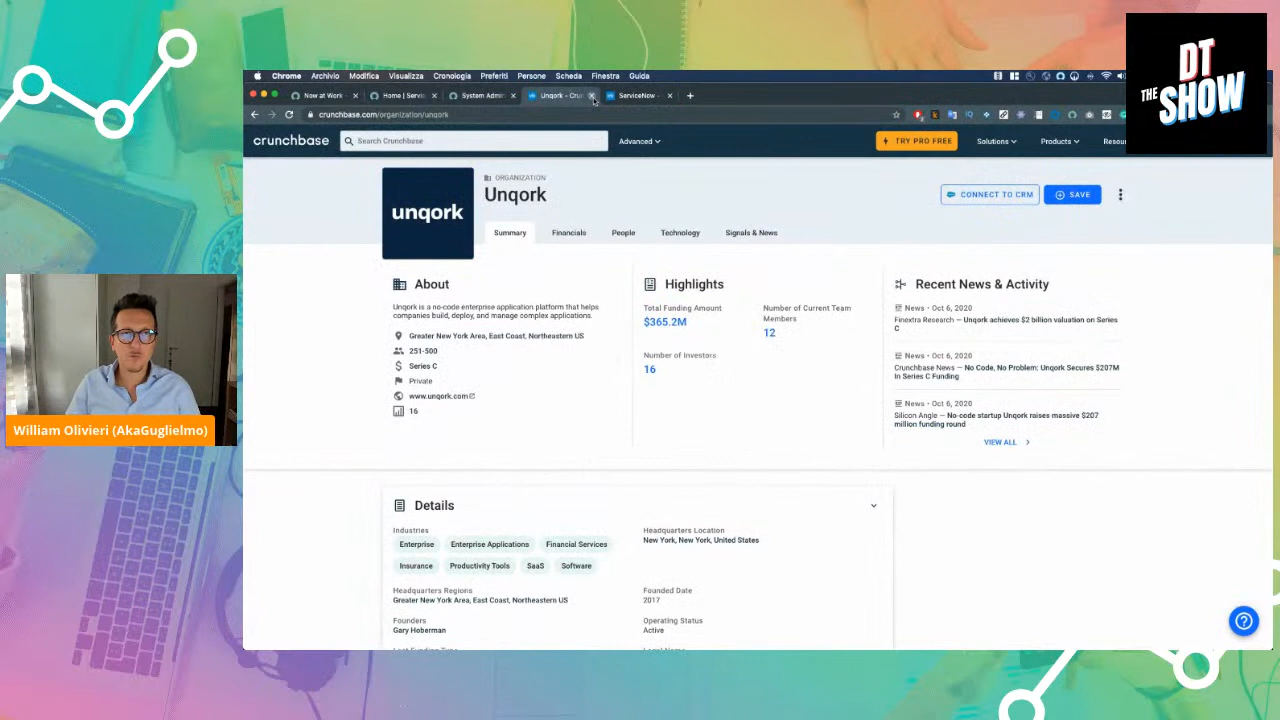 DT
THE
SHOW
Chrome Archivio Modifica Visualizza Cronologia Preferiti Persone Scheda Finestra Guida
Now at Work - Home | Servic System Admin Unqork - Crun ServiceNow -
crunchbase.com/organization/unqork
crunchbase Search Crunchbase Advanced TRY PRO FREE Solutions Products Resour
unqork
ORGANIZATION
Unqork
CONNECT TO CRM SAVE
Summary Financials People Technology Signals & News
About
Unqork is a no-code enterprise application platform that helps
companies build, deploy, and manage complex applications.
Greater New York Area, East Coast, Northeastern US
251-500
Series C
Private
www.unqork.com
16
Highlights
Total Funding Amount
$365.2M
Number of Current Team
Members
12
Number of Investors
16
Recent News & Activity
News • Oct 6, 2020
Finextra Research — Unqork achieves $2 billion valuation on Series
C
News • Oct 6, 2020
Crunchbase News — No Code, No Problem: Unqork Secures $207M
In Series C Funding
News • Oct 6, 2020
Silicon Angle — No-code startup Unqork raises massive $207
million funding round
VIEW ALL
William Olivieri (AkaGuglielmo)
Details
Industries
Enterprise Enterprise Applications Financial Services
Insurance Productivity Tools SaaS Software
Headquarters Location
New York, New York, United States
Headquarters Regions
Greater New York Area, East Coast, Northeastern US
Founded Date
2017
Founders
Gary Hoberman
Operating Status
Active